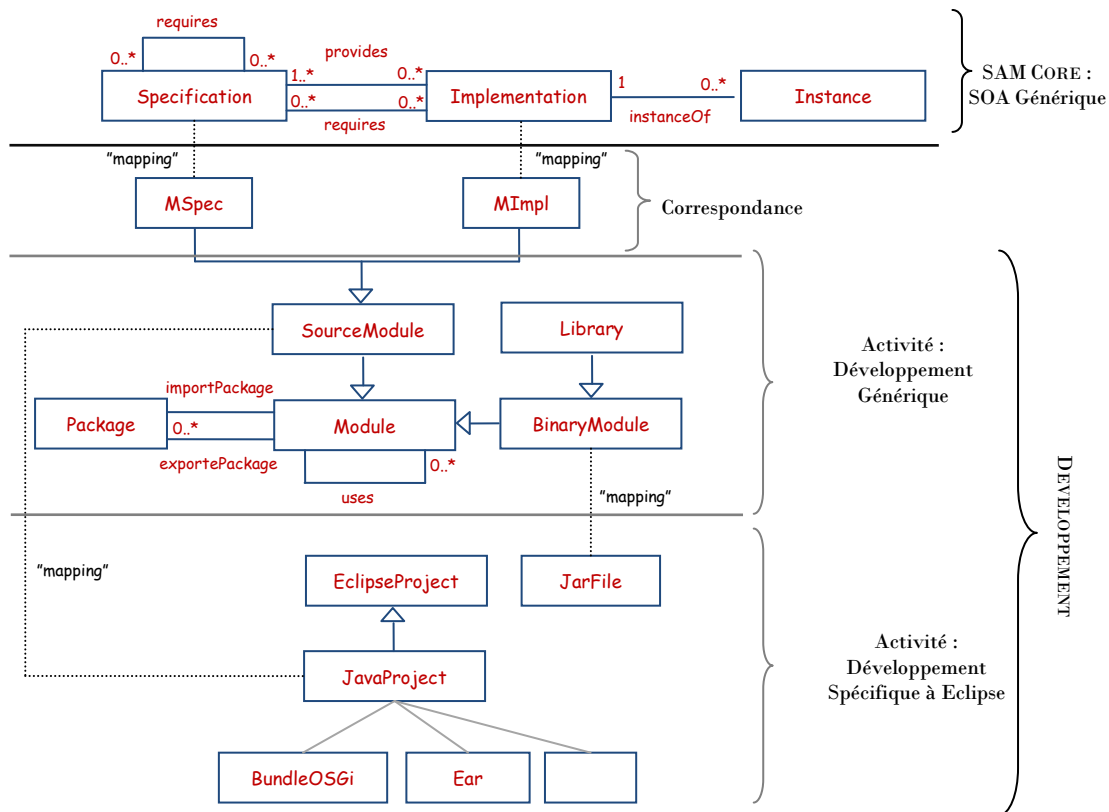 requires
0..*
0..*
provides
1..*
0..*
Specification
Implementation
1
0..*
Instance
0..*
0..*
requires
instanceOf
SAM CORE :
SOA Générique
"mapping"
"mapping"
MSpec
MImpl
Correspondance
SourceModule
Library
Activité :
Développement
Générique
importPackage
Package
0..*
Module
BinaryModule
exportePackage
0..*
uses
"mapping"
DEVELOPPEMENT
"mapping"
EclipseProject
JarFile
Activité :
Développement
Spécifique à Eclipse
JavaProject
BundleOSGi
Ear